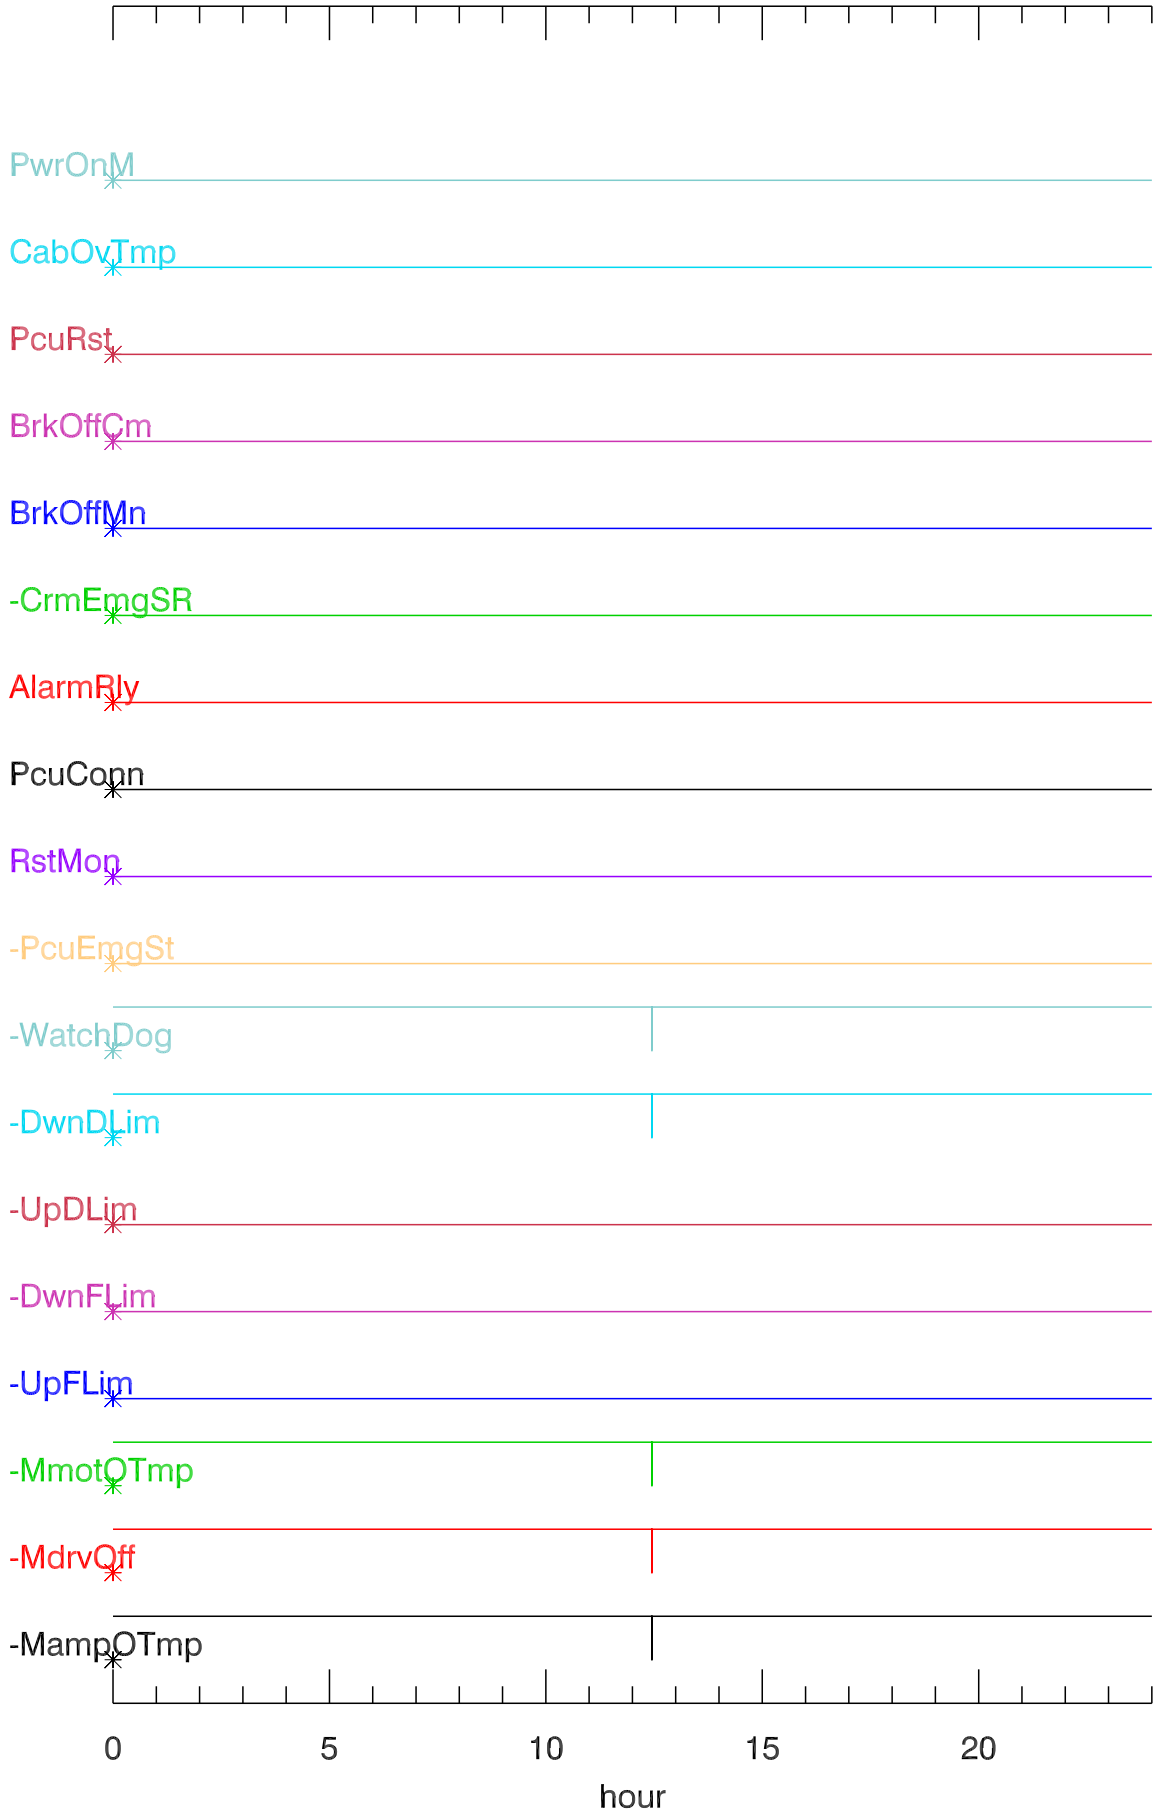 PwrOnM
CabOvTmp
PcuRst
BrkOffCm
BrkOffMn
-CrmEmgSR
AlarmRly
PcuConn
RstMon
-PcuEmgSt
-WatchDog
-DwnDLim
-UpDLim
-DwnFLim
-UpFLim
-MmotOTmp
-MdrvOff
-MampOTmp
0 5 10 15 20
hour